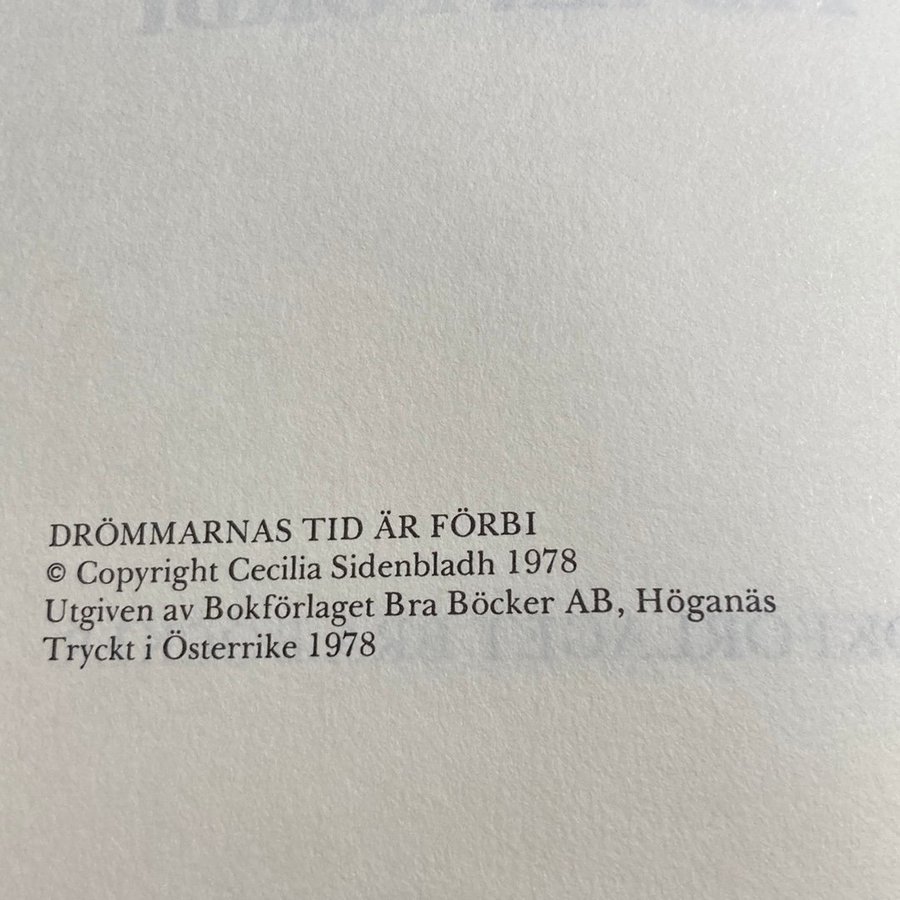 DRÖMMARNAS TID ÄR FÖRBI
© Copyright Cecilia Sidenbladh 1978
Utgiven av Bokförlaget Bra Böcker AB, Höganäs
Tryckt i Österrike 1978